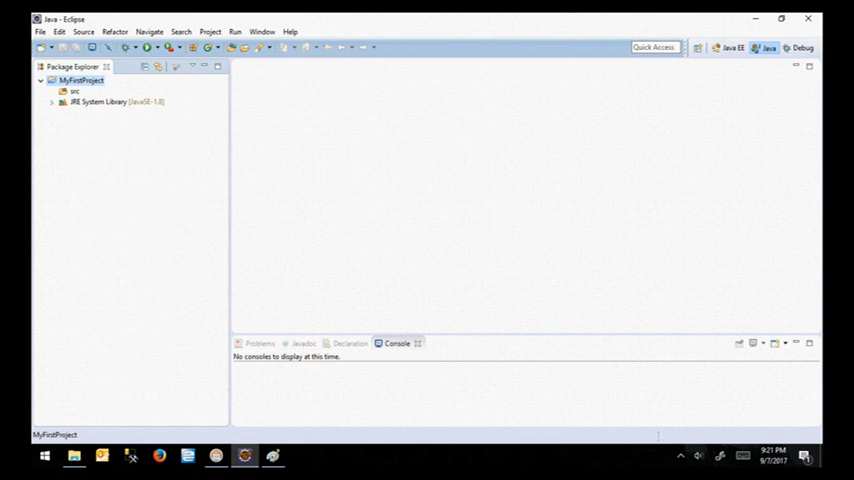 Java - Eclipse
File Edit Source Refactor Navigate Search Project Run Window Help
Quick Access
Java EE
Java
Debug
Package Explorer
MyFirstProject
src
JRE System Library [JavaSE-1.8]
Problems Javadoc Declaration Console
No consoles to display at this time.
MyFirstProject
9:21 PM
9/7/2017